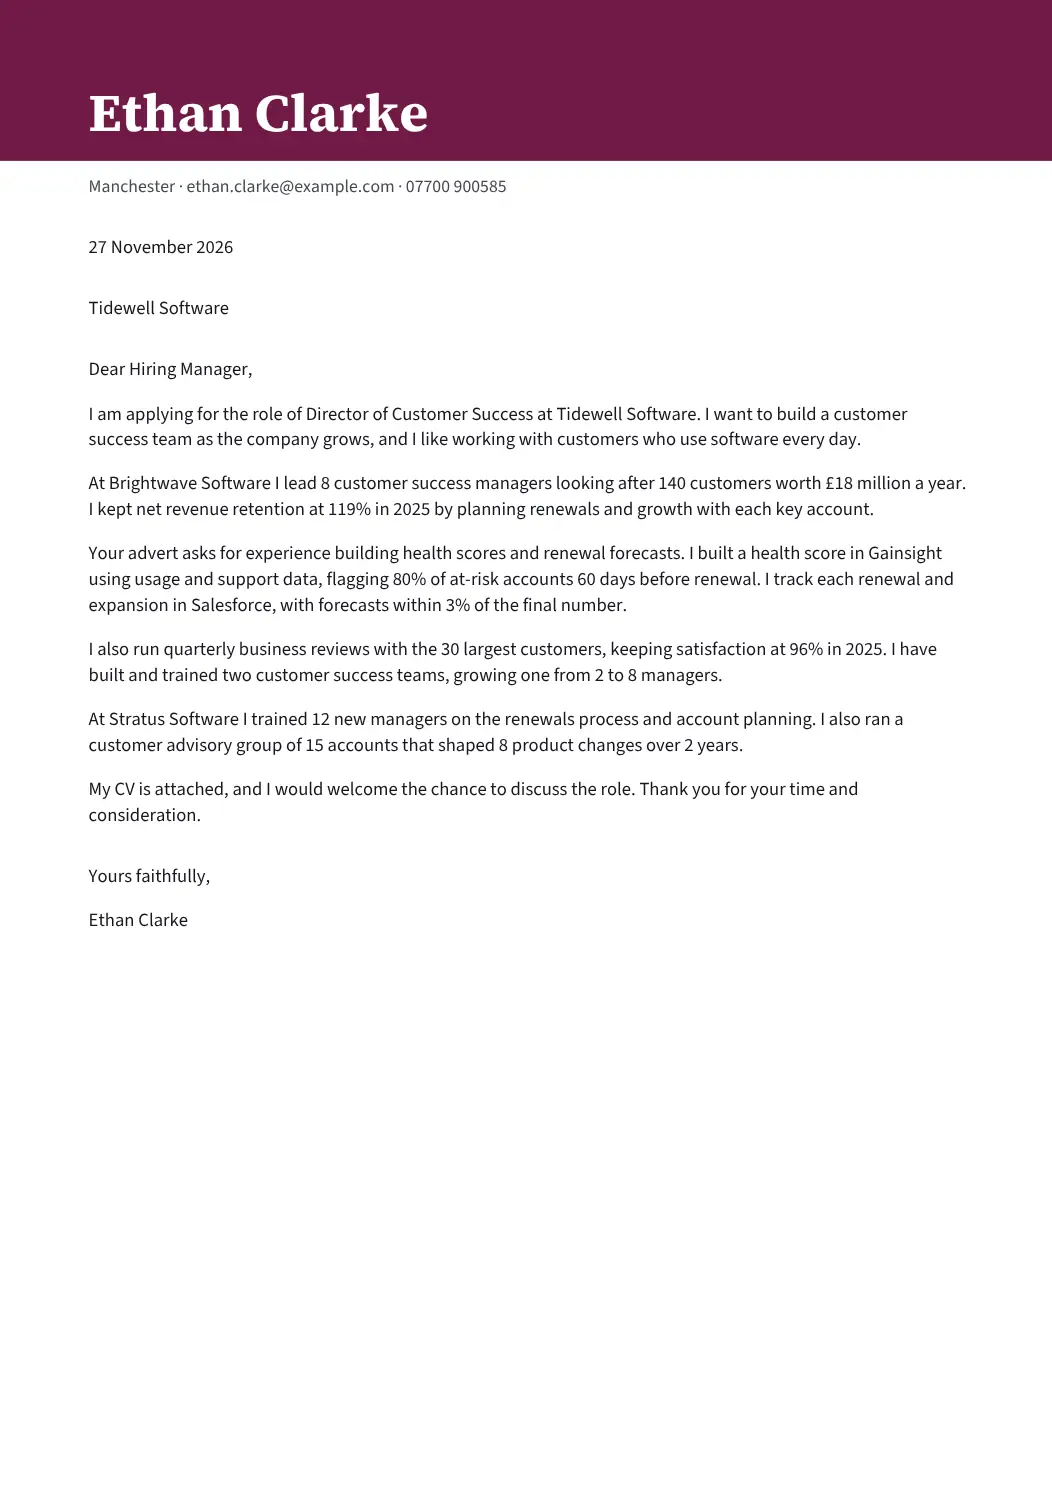 Ethan Clarke
Manchester · ethan.clarke@example.com · 07700 900585
27 November 2026
Tidewell Software
Dear Hiring Manager,
I am applying for the role of Director of Customer Success at Tidewell Software. I want to build a customer
success team as the company grows, and I like working with customers who use software every day.
At Brightwave Software I lead 8 customer success managers looking after 140 customers worth £18 million a year.
I kept net revenue retention at 119% in 2025 by planning renewals and growth with each key account.
Your advert asks for experience building health scores and renewal forecasts. I built a health score in Gainsight
using usage and support data, flagging 80% of at-risk accounts 60 days before renewal. I track each renewal and
expansion in Salesforce, with forecasts within 3% of the final number.
I also run quarterly business reviews with the 30 largest customers, keeping satisfaction at 96% in 2025. I have
built and trained two customer success teams, growing one from 2 to 8 managers.
At Stratus Software I trained 12 new managers on the renewals process and account planning. I also ran a
customer advisory group of 15 accounts that shaped 8 product changes over 2 years.
My CV is attached, and I would welcome the chance to discuss the role. Thank you for your time and
consideration.
Yours faithfully,
Ethan Clarke